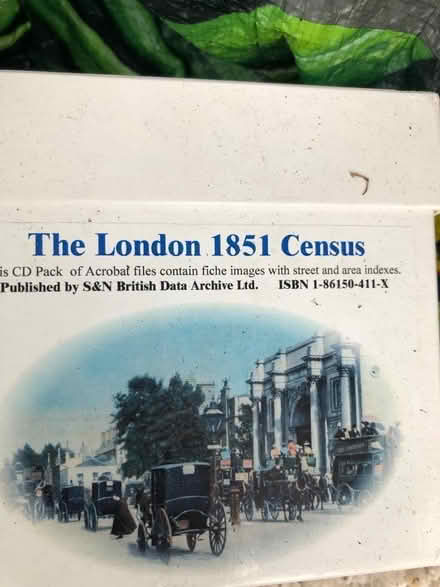 The London 1851 Census
is CD Pack of Acrobat files contain fiche images with street and area indexes.
Published by S&N British Data Archive Ltd. ISBN 1-86150-411-X